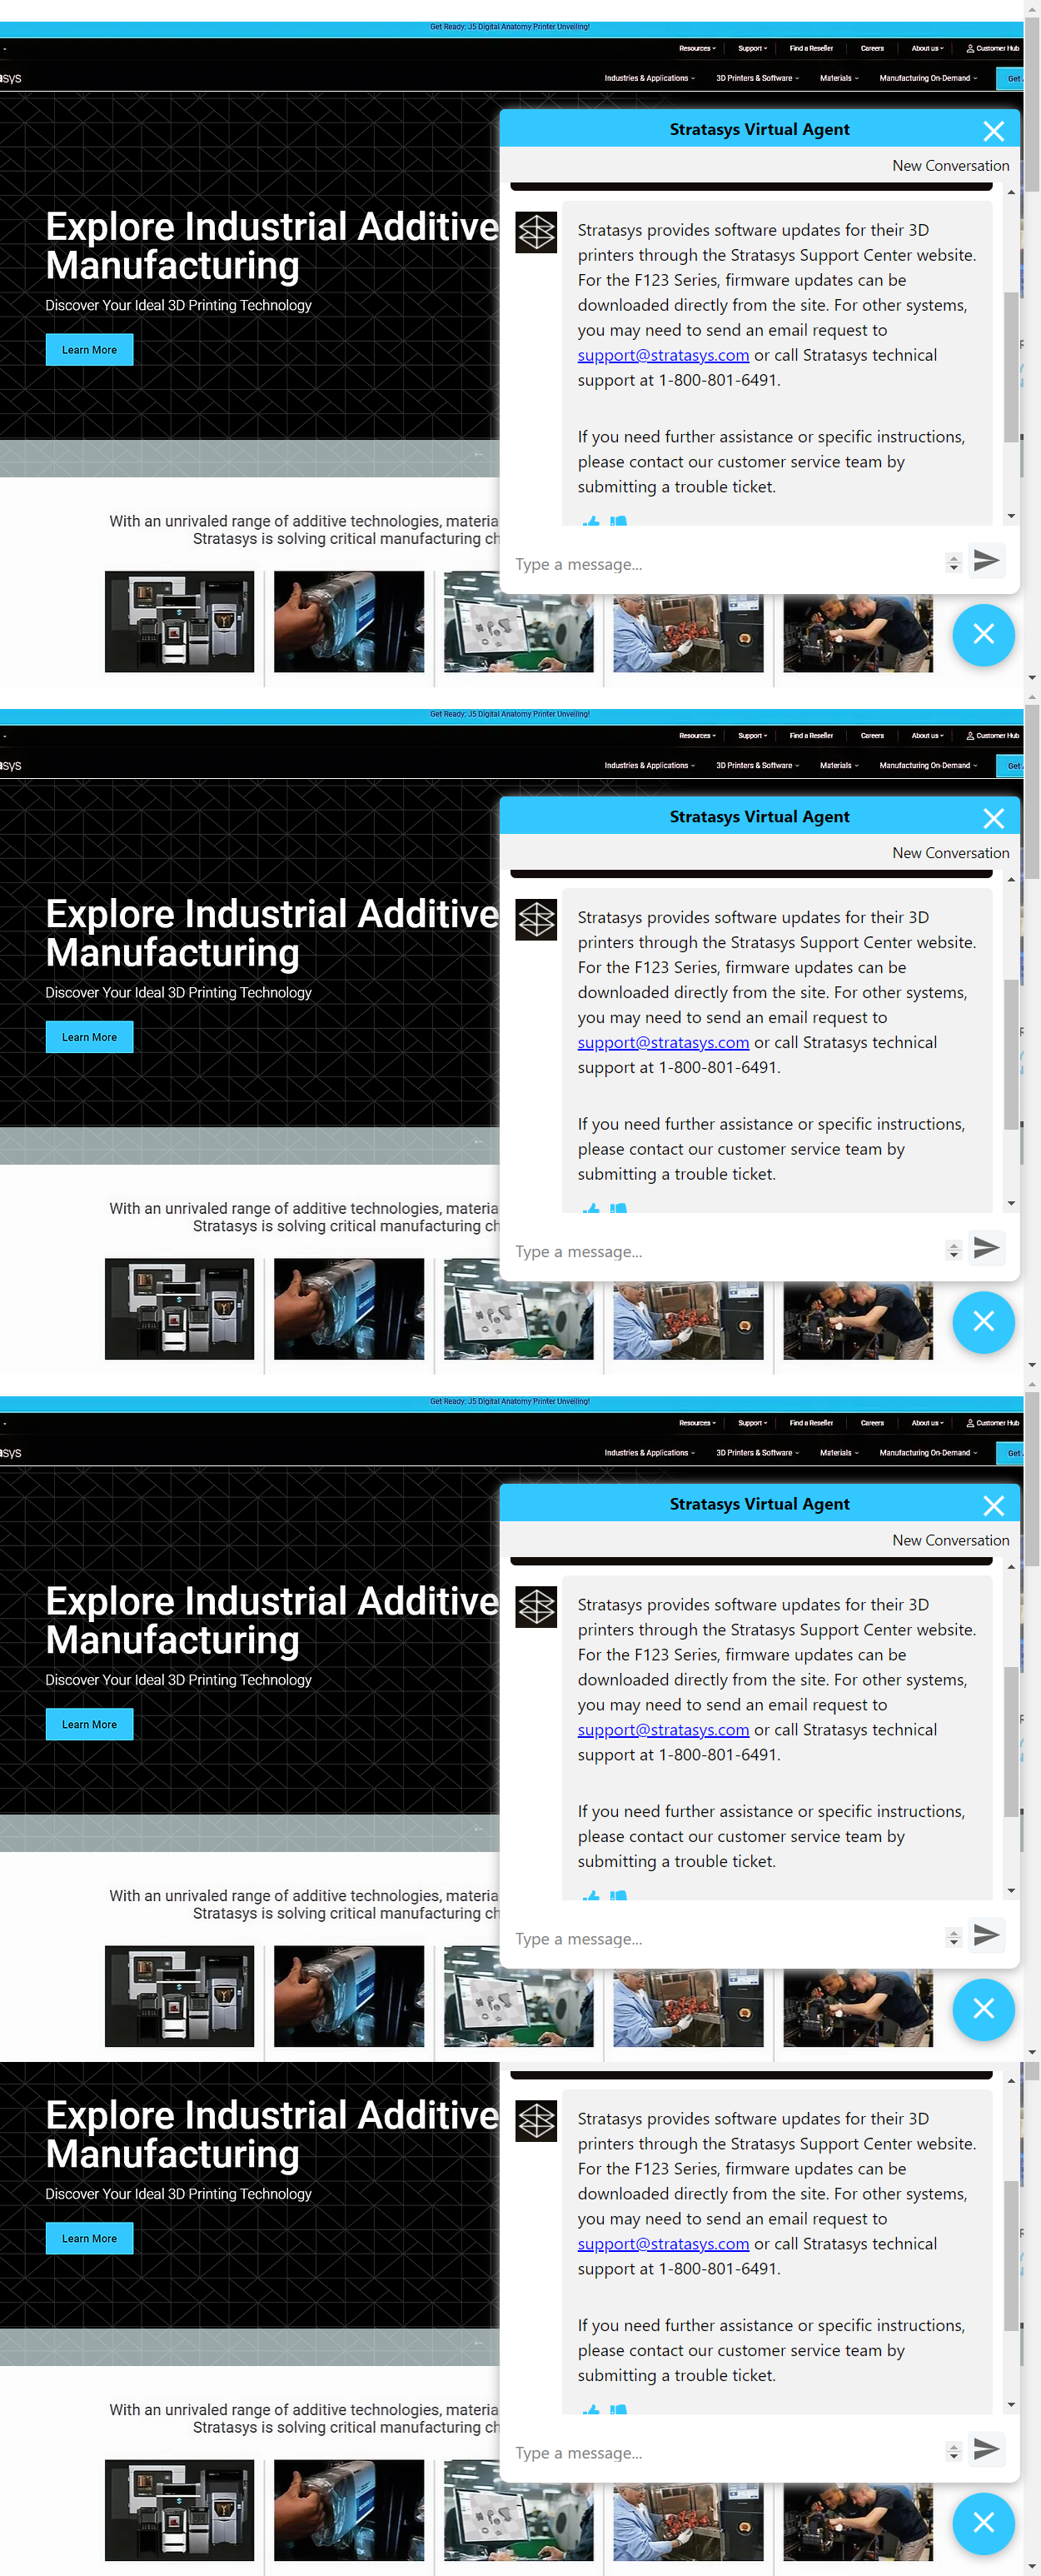 Get Ready: J5 Digital Anatomy Printer Unveiling!
Resources Support Find a Reseller Careers About us Customer Hub
sys Industries & Applications 3D Printers & Software Materials Manufacturing On-Demand Get
Stratasys Virtual Agent
New Conversation
Explore Industrial Additive
Manufacturing
Discover Your Ideal 3D Printing Technology
Learn More
Stratasys provides software updates for their 3D
printers through the Stratasys Support Center website.
For the F123 Series, firmware updates can be
downloaded directly from the site. For other systems,
you may need to send an email request to
support@stratasys.com or call Stratasys technical
support at 1-800-801-6491.
If you need further assistance or specific instructions,
please contact our customer service team by
submitting a trouble ticket.
With an unrivaled range of additive technologies, materia
Stratasys is solving critical manufacturing ch
Type a message...
Get Ready: J5 Digital Anatomy Printer Unveiling!
Resources Support Find a Reseller Careers About us Customer Hub
sys Industries & Applications 3D Printers & Software Materials Manufacturing On-Demand Get
Stratasys Virtual Agent
New Conversation
Explore Industrial Additive
Manufacturing
Discover Your Ideal 3D Printing Technology
Learn More
Stratasys provides software updates for their 3D
printers through the Stratasys Support Center website.
For the F123 Series, firmware updates can be
downloaded directly from the site. For other systems,
you may need to send an email request to
support@stratasys.com or call Stratasys technical
support at 1-800-801-6491.
If you need further assistance or specific instructions,
please contact our customer service team by
submitting a trouble ticket.
With an unrivaled range of additive technologies, materia
Stratasys is solving critical manufacturing ch
Type a message...
Get Ready: J5 Digital Anatomy Printer Unveiling!
Resources Support Find a Reseller Careers About us Customer Hub
sys Industries & Applications 3D Printers & Software Materials Manufacturing On-Demand Get
Stratasys Virtual Agent
New Conversation
Explore Industrial Additive
Manufacturing
Discover Your Ideal 3D Printing Technology
Learn More
Stratasys provides software updates for their 3D
printers through the Stratasys Support Center website.
For the F123 Series, firmware updates can be
downloaded directly from the site. For other systems,
you may need to send an email request to
support@stratasys.com or call Stratasys technical
support at 1-800-801-6491.
If you need further assistance or specific instructions,
please contact our customer service team by
submitting a trouble ticket.
With an unrivaled range of additive technologies, materia
Stratasys is solving critical manufacturing ch
Type a message...
Explore Industrial Additive
Manufacturing
Discover Your Ideal 3D Printing Technology
Learn More
Stratasys provides software updates for their 3D
printers through the Stratasys Support Center website.
For the F123 Series, firmware updates can be
downloaded directly from the site. For other systems,
you may need to send an email request to
support@stratasys.com or call Stratasys technical
support at 1-800-801-6491.
If you need further assistance or specific instructions,
please contact our customer service team by
submitting a trouble ticket.
With an unrivaled range of additive technologies, materia
Stratasys is solving critical manufacturing ch
Type a message...